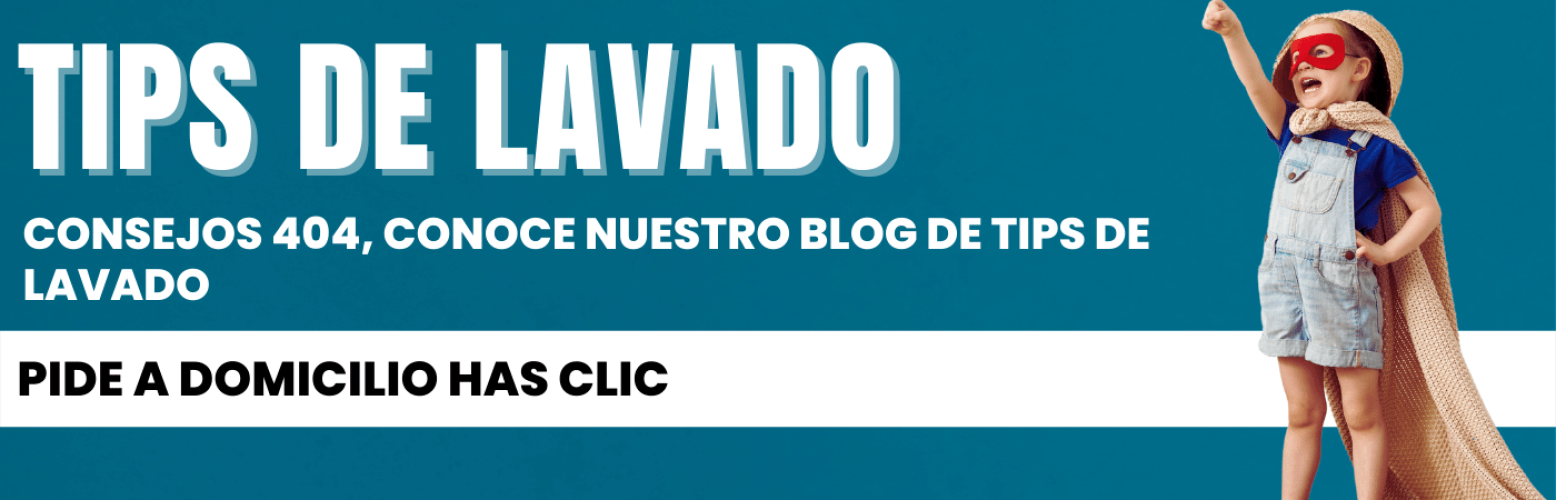 TIPS DE LAVADO
CONSEJOS 404, CONOCE NUESTRO BLOG DE TIPS DE
LAVADO
PIDE A DOMICILIO HAS CLIC